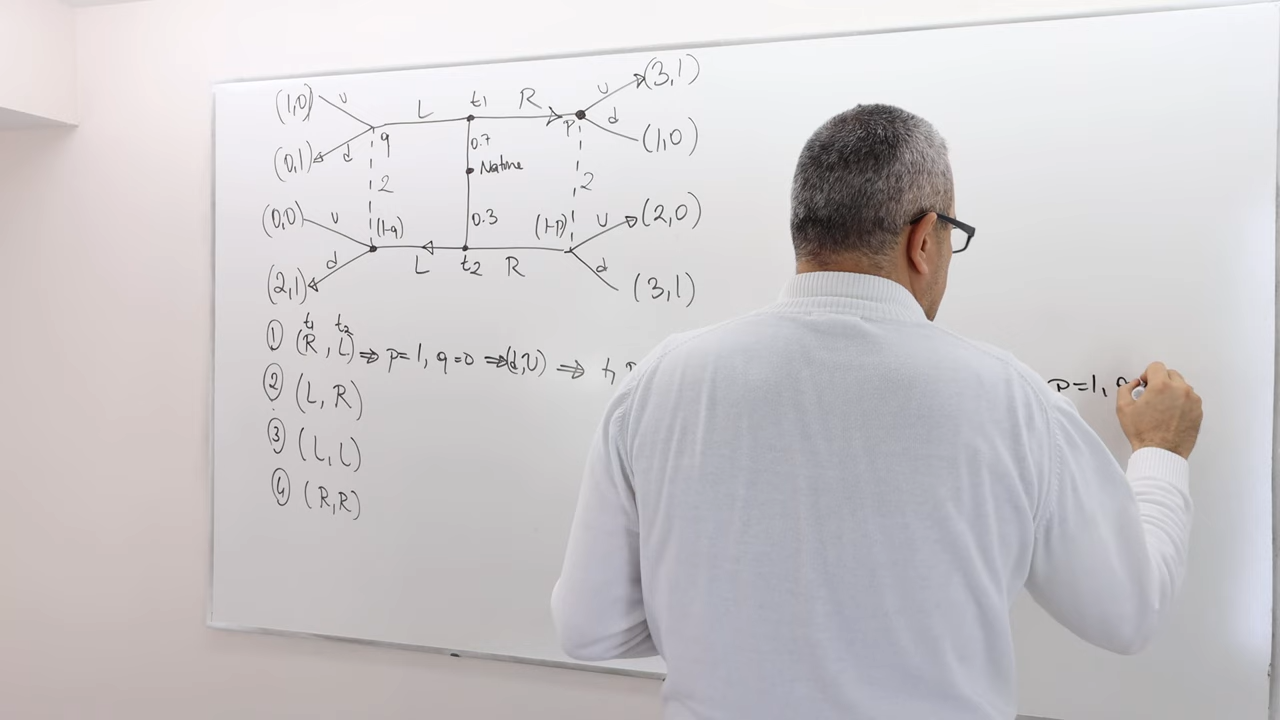 (1,0) u L t1 R u (3,1)
q 0.7 p d
(0,1) d Nature (1,0)
2 2
(0,0) u (1-q) 0.3 (1-p) u (2,0)
d L t2 R d
(2,1) (3,1)
t1 t2
① (R, L) ⇒ p=1, q=0 ⇒ (d,U) ⇒ p=1,
② (L, R)
③ (L, L)
④ (R,R)